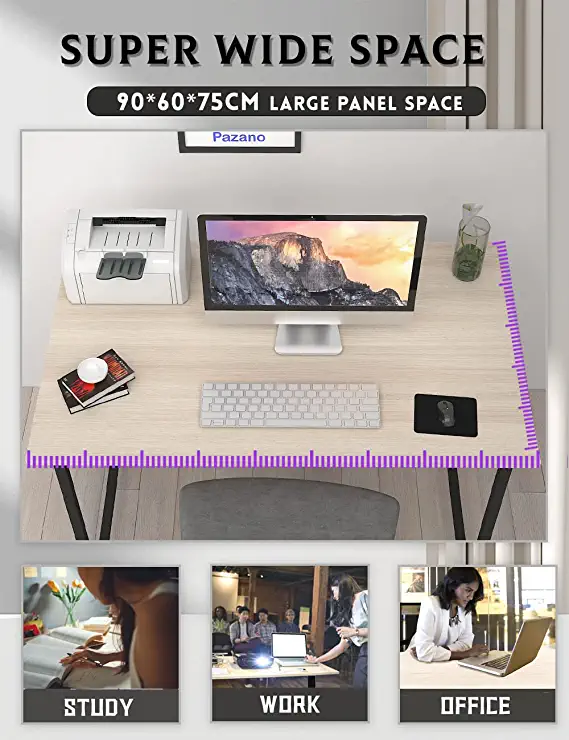 SUPER WIDE SPACE
90*60*75CM LARGE PANEL SPACE
Pazano
STUDY
WORK
OFFICE